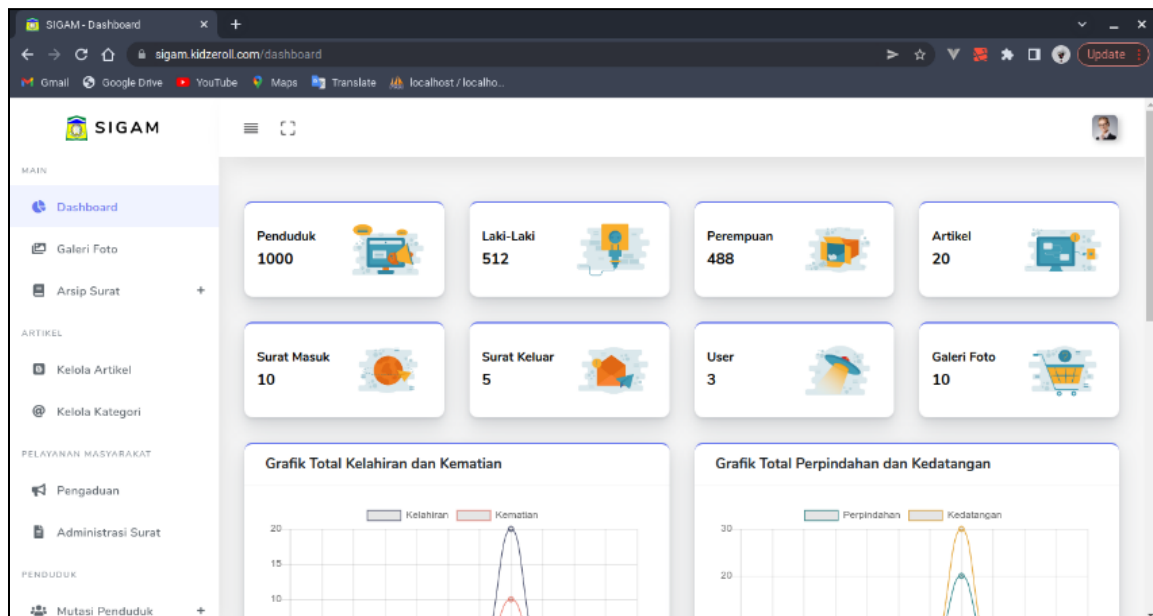 SIGAM - Dashboard
sigam.kidzeroll.com/dashboard
Update
Gmail Google Drive YouTube Maps Translate localhost / localho...
SIGAM
MAIN
Dashboard
Galeri Foto
Arsip Surat +
ARTIKEL
Kelola Artikel
Kelola Kategori
PELAYANAN MASYARAKAT
Pengaduan
Administrasi Surat
PENDUDUK
Mutasi Penduduk +
Penduduk
1000
Laki-Laki
512
Perempuan
488
Artikel
20
Surat Masuk
10
Surat Keluar
5
User
3
Galeri Foto
10
Grafik Total Kelahiran dan Kematian
Kelahiran Kematian
20
15
10
Grafik Total Perpindahan dan Kedatangan
Perpindahan Kedatangan
30
20